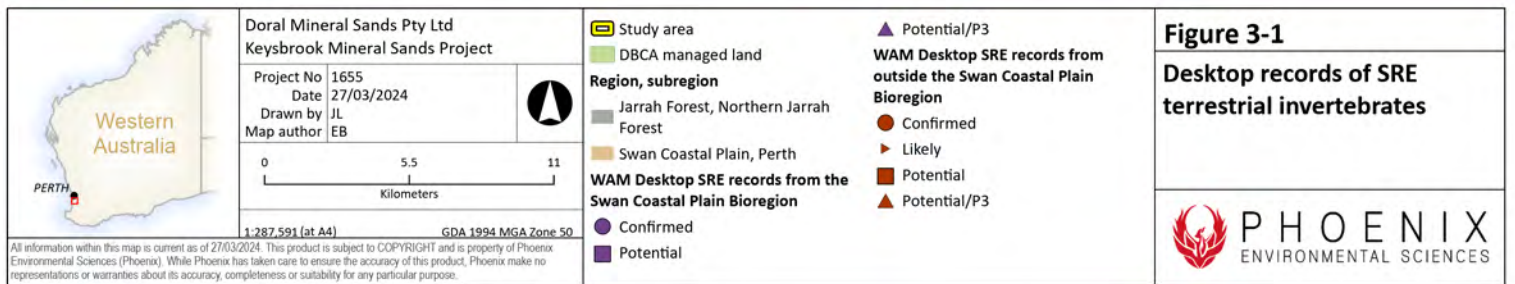 Western
Australia
PERTH
Doral Mineral Sands Pty Ltd
Keysbrook Mineral Sands Project
Project No 1655
Date 27/03/2024
Drawn by JL
Map author EB
0 5.5 11
Kilometers
1:287,591 (at A4) GDA 1994 MGA Zone 50
All information within this map is current as of 27/03/2024. This product is subject to COPYRIGHT and is property of Phoenix
Environmental Sciences (Phoenix). While Phoenix has taken care to ensure the accuracy of this product, Phoenix make no
representations or warranties about its accuracy, completeness or suitability for any particular purpose.
Study area
DBCA managed land
Region, subregion
Jarrah Forest, Northern Jarrah
Forest
Swan Coastal Plain, Perth
WAM Desktop SRE records from the
Swan Coastal Plain Bioregion
Confirmed
Potential
Potential/P3
WAM Desktop SRE records from
outside the Swan Coastal Plain
Bioregion
Confirmed
Likely
Potential
Potential/P3
Figure 3-1
Desktop records of SRE
terrestrial invertebrates
PHOENIX
ENVIRONMENTAL SCIENCES